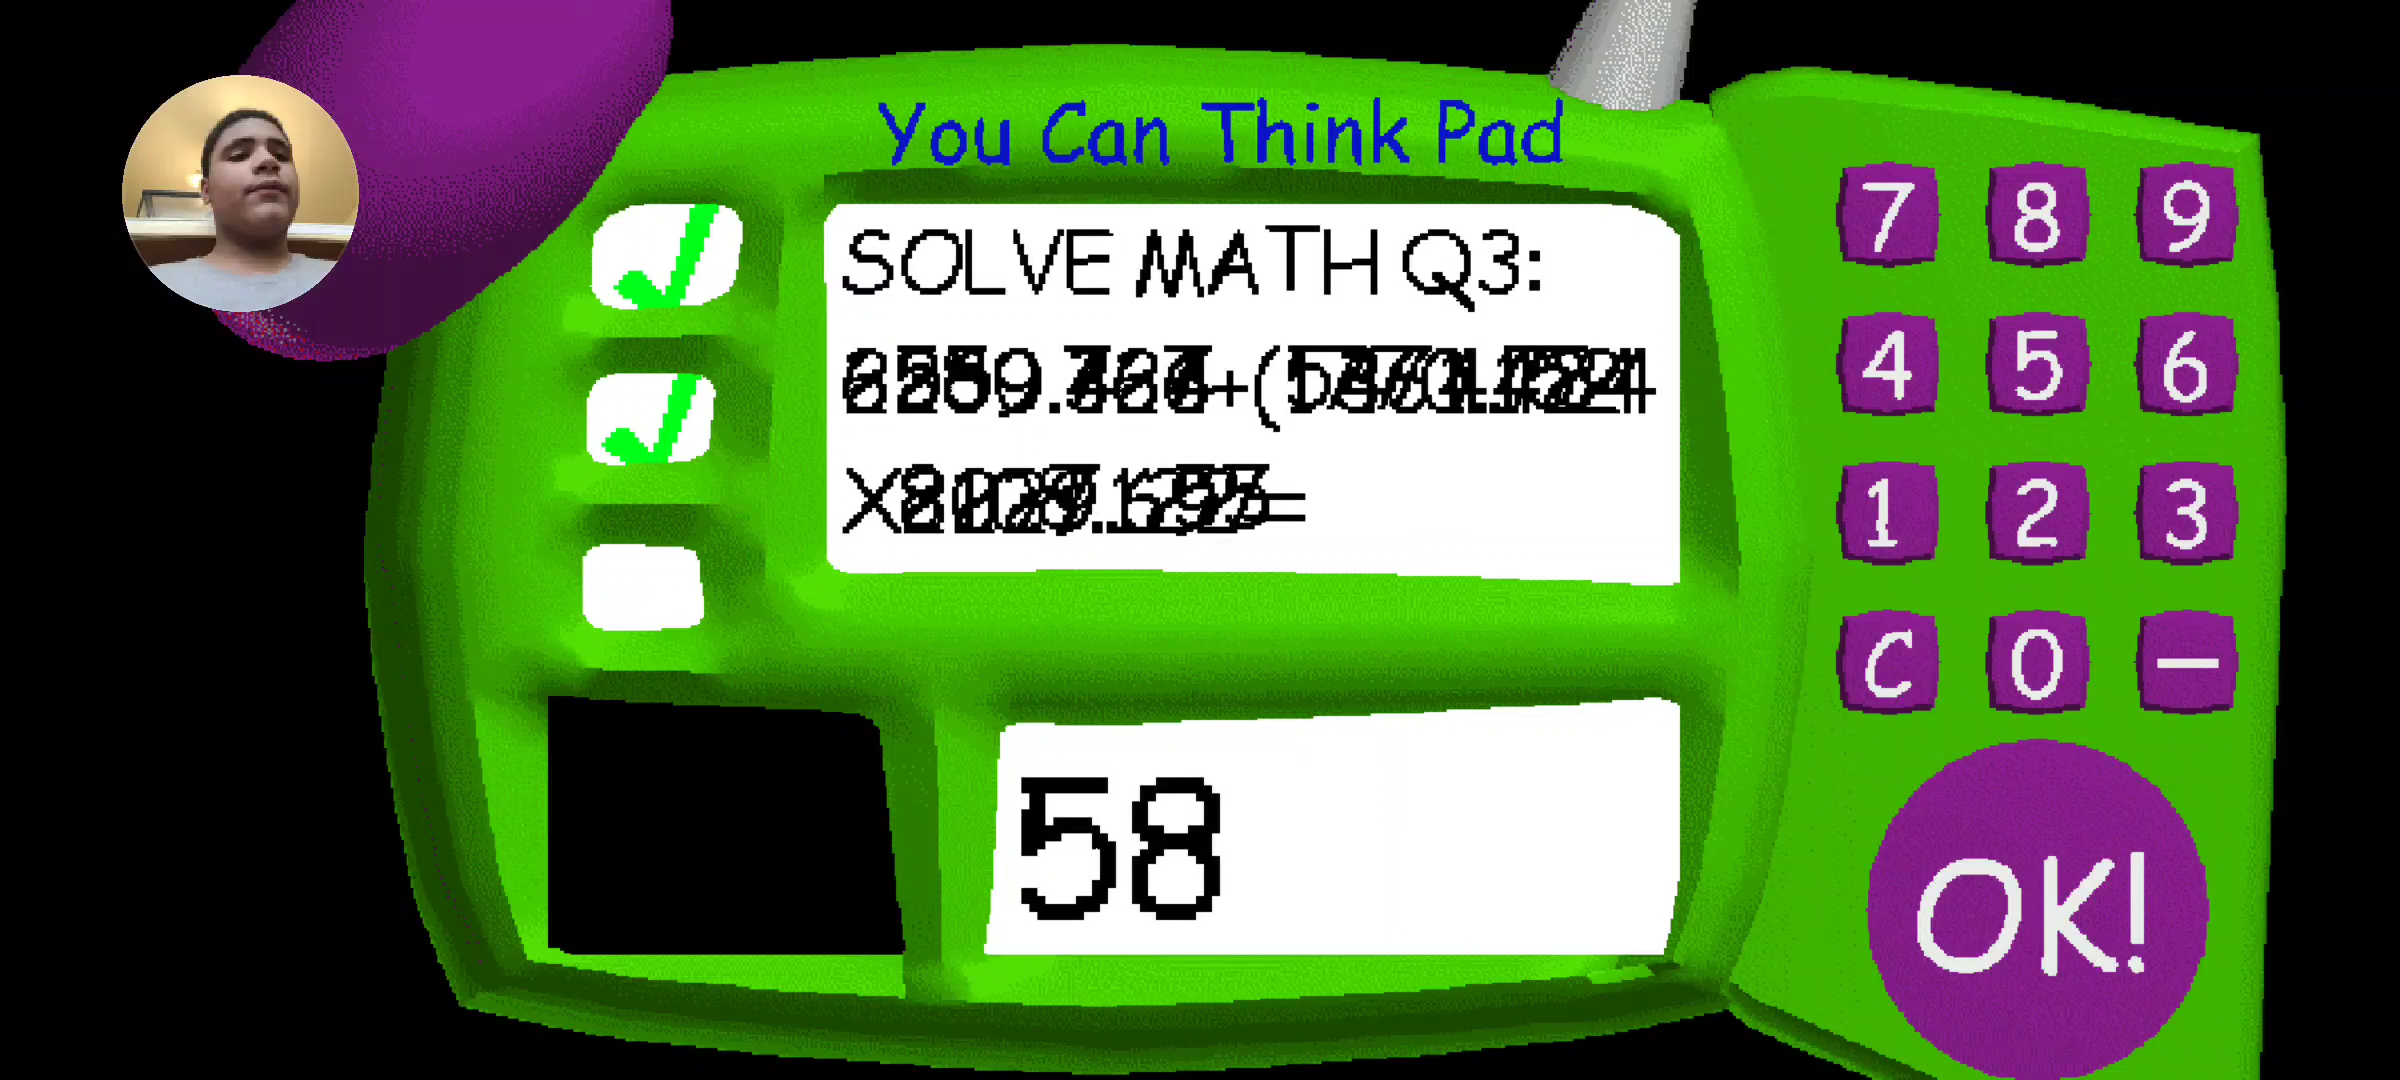 You Can Think Pad
SOLVE MATH Q3:
58
7 8 9
4 5 6
1 2 3
C 0 —
OK!